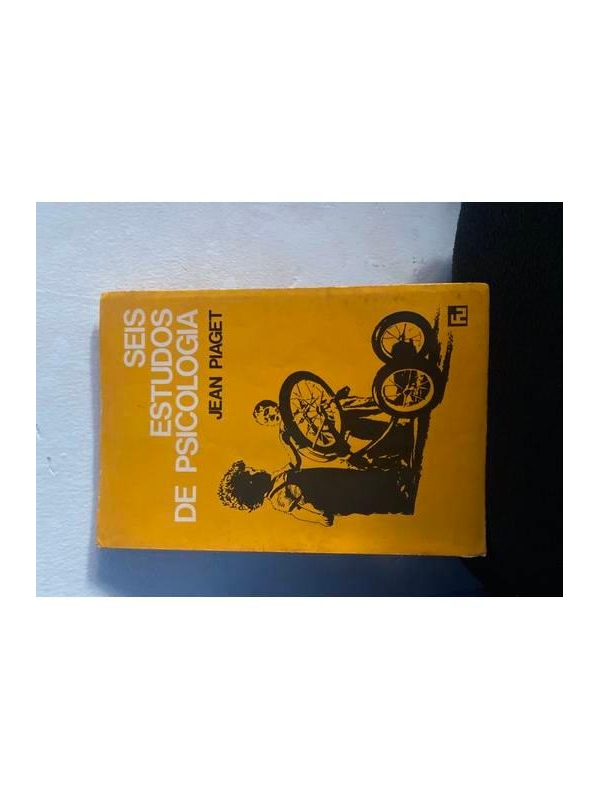 SEIS
ESTUDOS
DE PSICOLOGIA
JEAN PIAGET